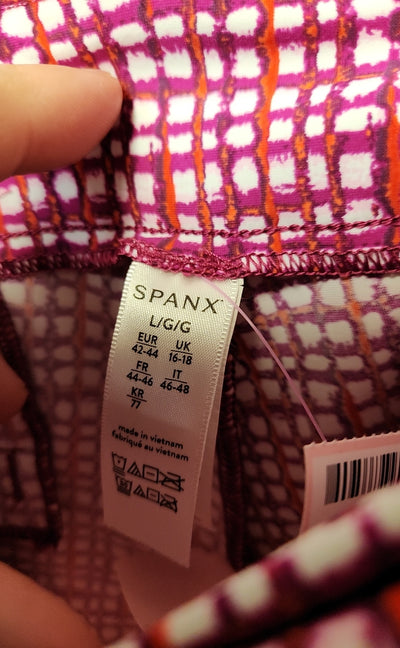 SPANX
L/G/G
EUR UK
42-44 16-18
FR IT
44-46 46-48
KR
77
made in vietnam
fabriqué au vietnam